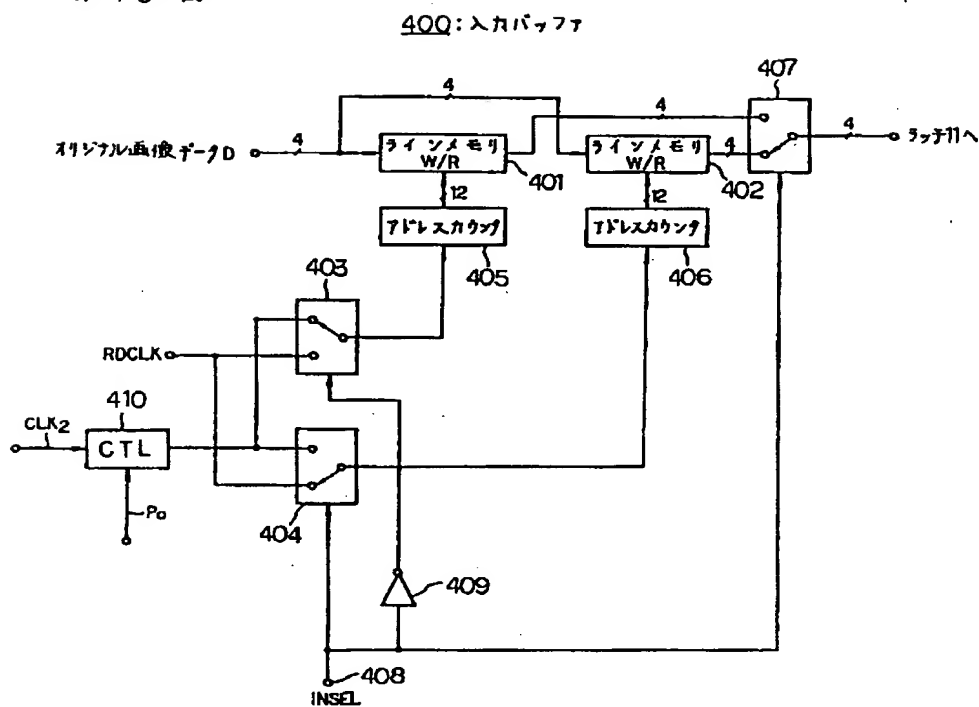 400:入力バッファ
407
4
4
オリジナル画像データD
4
ラインメモリ
W/R
401
ラインメモリ
W/R
4
402
4
ラッチ11へ
12
12
アドレスカウンタ
405
アドレスカウンタ
406
403
RDCLK
410
CLK2
CTL
Po
404
409
408
INSEL